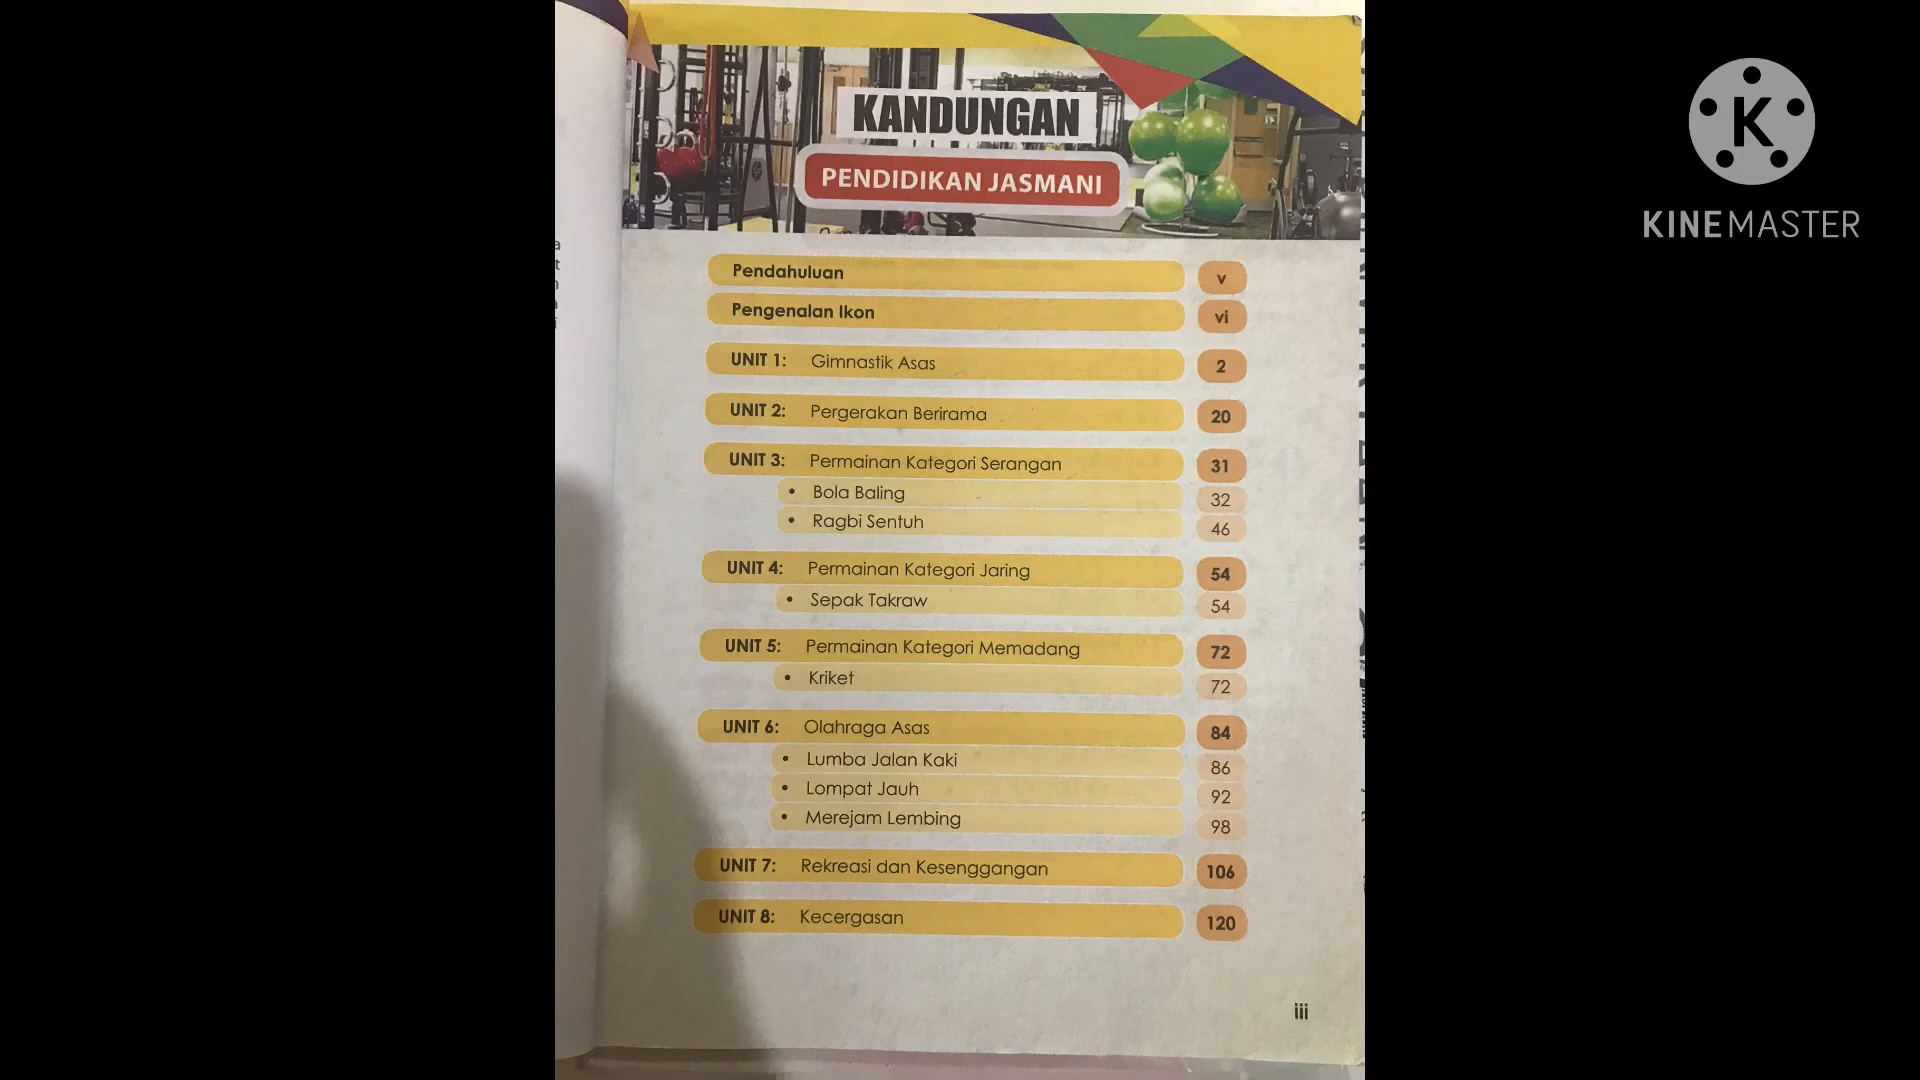 KANDUNGAN
PENDIDIKAN JASMANI
Pendahuluan v
Pengenalan Ikon vi
UNIT 1: Gimnastik Asas 2
UNIT 2: Pergerakan Berirama 20
UNIT 3: Permainan Kategori Serangan 31
• Bola Baling 32
• Ragbi Sentuh 46
UNIT 4: Permainan Kategori Jaring 54
• Sepak Takraw 54
UNIT 5: Permainan Kategori Memadang 72
• Kriket 72
UNIT 6: Olahraga Asas 84
• Lumba Jalan Kaki 86
• Lompat Jauh 92
• Merejam Lembing 98
UNIT 7: Rekreasi dan Kesenggangan 106
UNIT 8: Kecergasan 120
iii
K
KINEMASTER